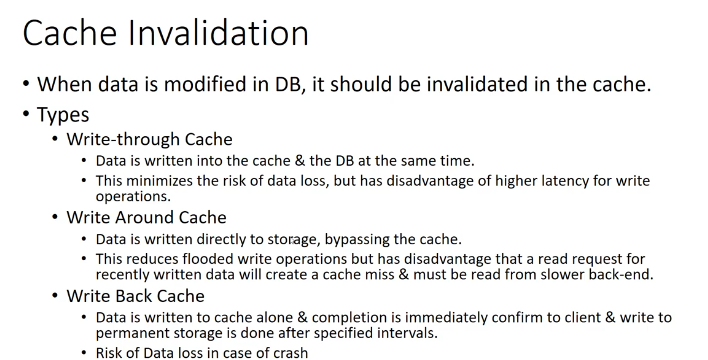 Cache Invalidation
• When data is modified in DB, it should be invalidated in the cache.
• Types
• Write-through Cache
• Data is written into the cache & the DB at the same time.
• This minimizes the risk of data loss, but has disadvantage of higher latency for write
operations.
• Write Around Cache
• Data is written directly to storage, bypassing the cache.
• This reduces flooded write operations but has disadvantage that a read request for
recently written data will create a cache miss & must be read from slower back-end.
• Write Back Cache
• Data is written to cache alone & completion is immediately confirm to client & write to
permanent storage is done after specified intervals.
• Risk of Data loss in case of crash